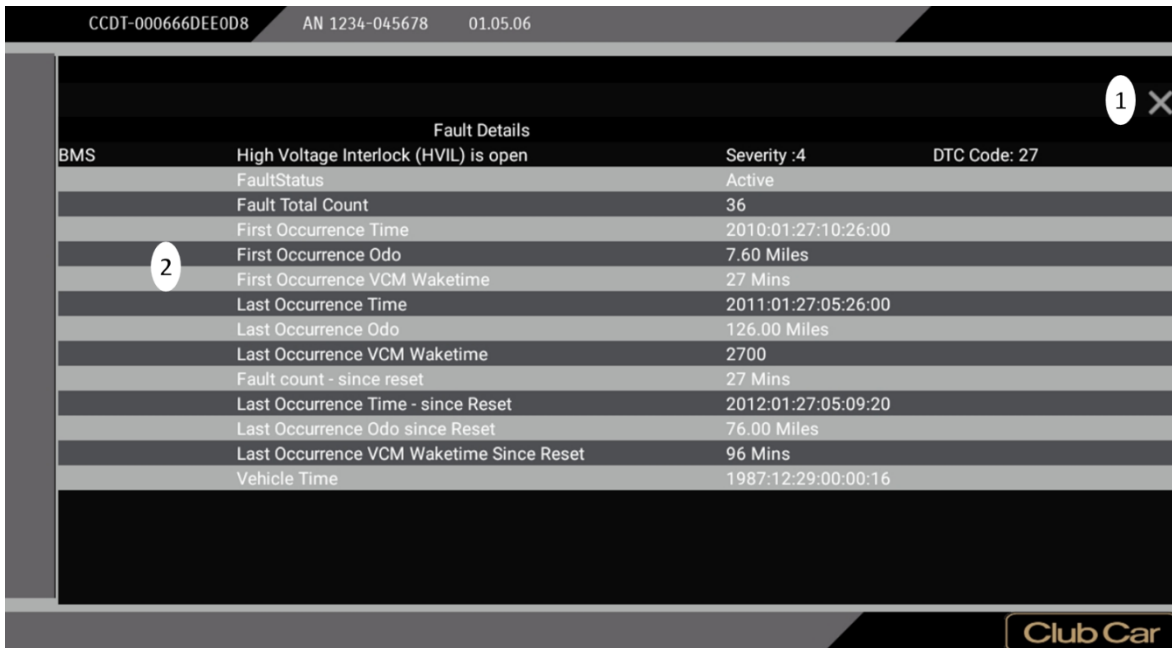 CCDT-000666DEE0D8 AN 1234-045678 01.05.06
1
Fault Details
BMS High Voltage Interlock (HVIL) is open Severity :4 DTC Code: 27
FaultStatus Active
Fault Total Count 36
First Occurrence Time 2010:01:27:10:26:00
First Occurrence Odo 7.60 Miles
2
First Occurrence VCM Waketime 27 Mins
Last Occurrence Time 2011:01:27:05:26:00
Last Occurrence Odo 126.00 Miles
Last Occurrence VCM Waketime 2700
Fault count - since reset 27 Mins
Last Occurrence Time - since Reset 2012:01:27:05:09:20
Last Occurrence Odo since Reset 76.00 Miles
Last Occurrence VCM Waketime Since Reset 96 Mins
Vehicle Time 1987:12:29:00:00:16
Club Car